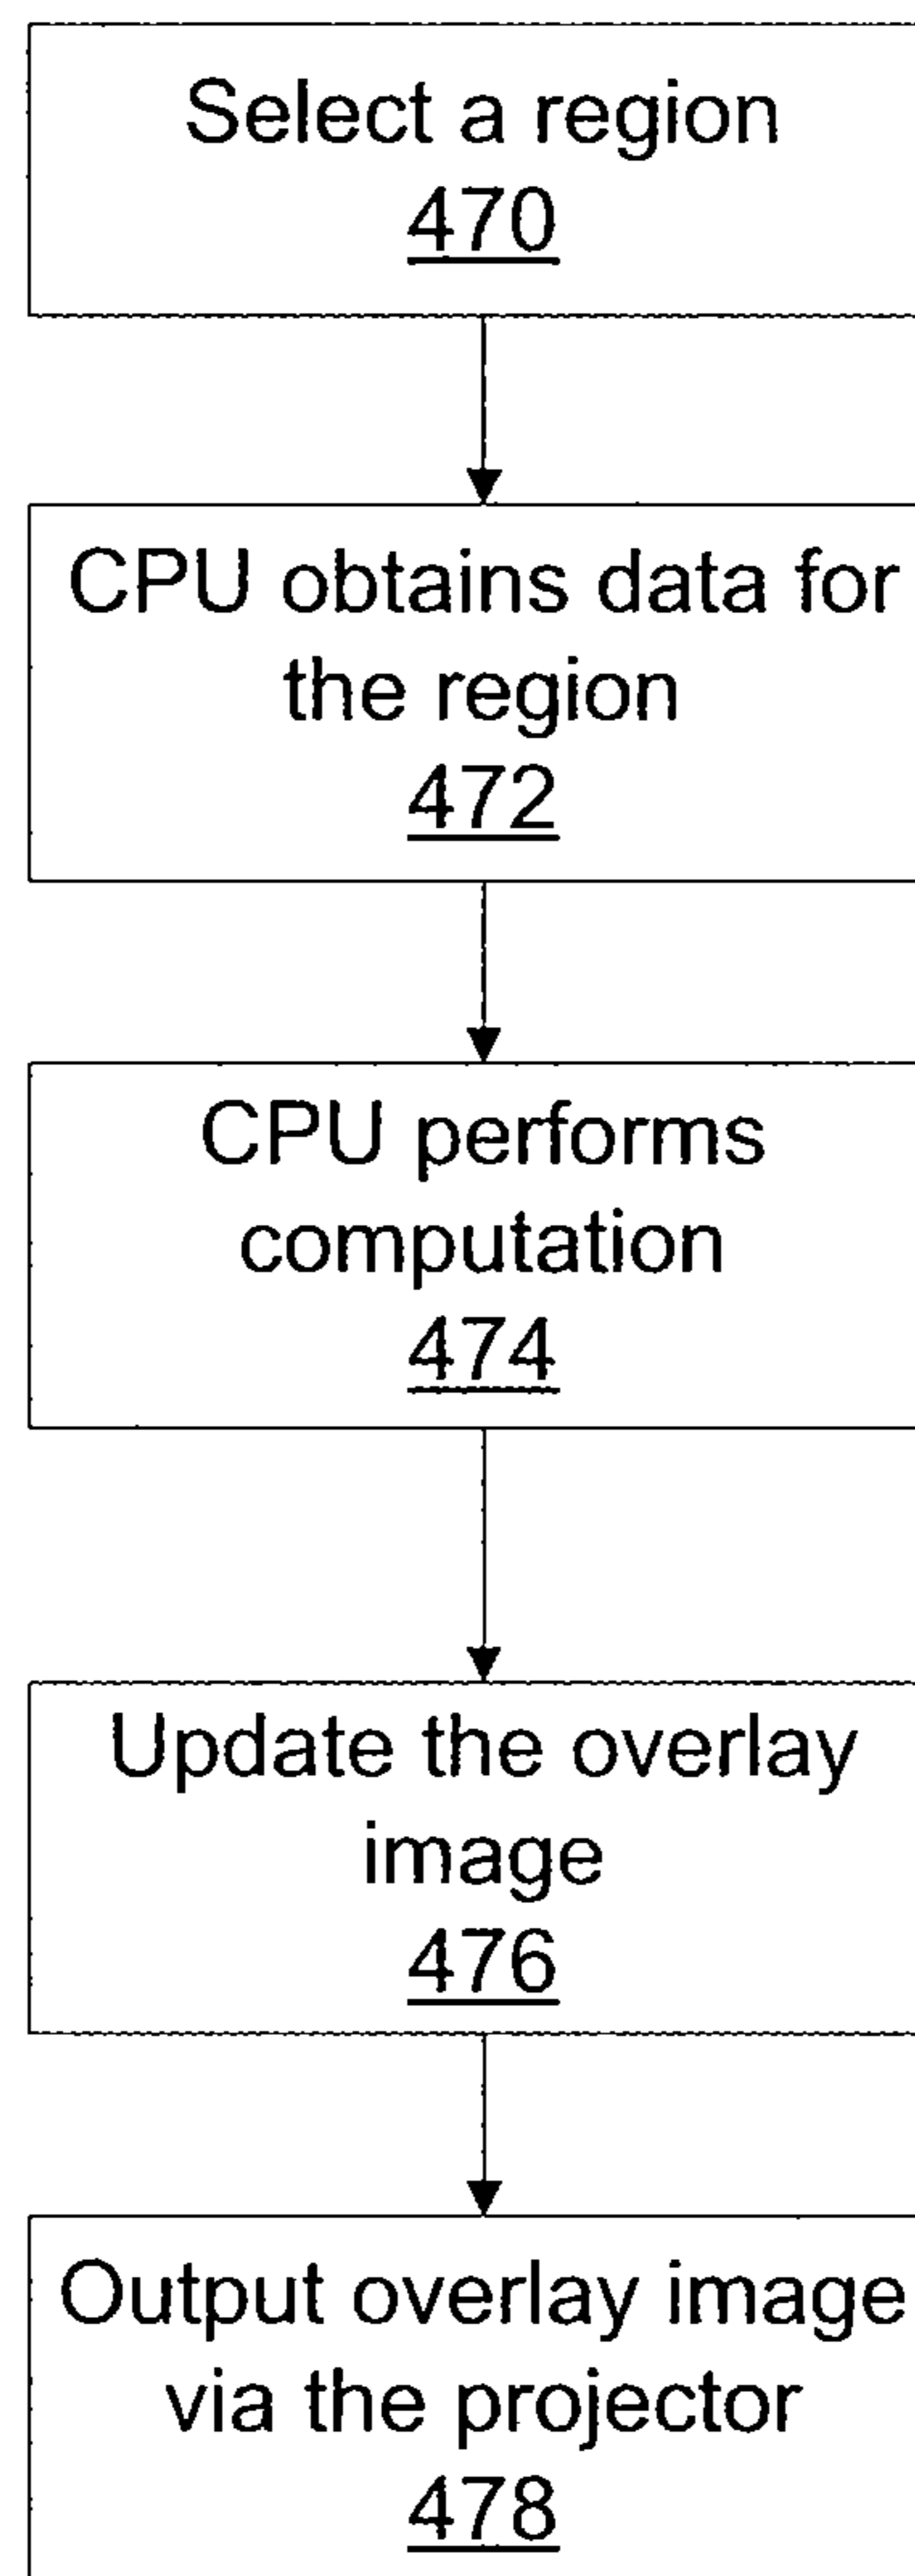 Select a region
470
CPU obtains data for
the region
472
CPU performs
computation
474
Update the overlay
image
476
Output overlay image
via the projector
478